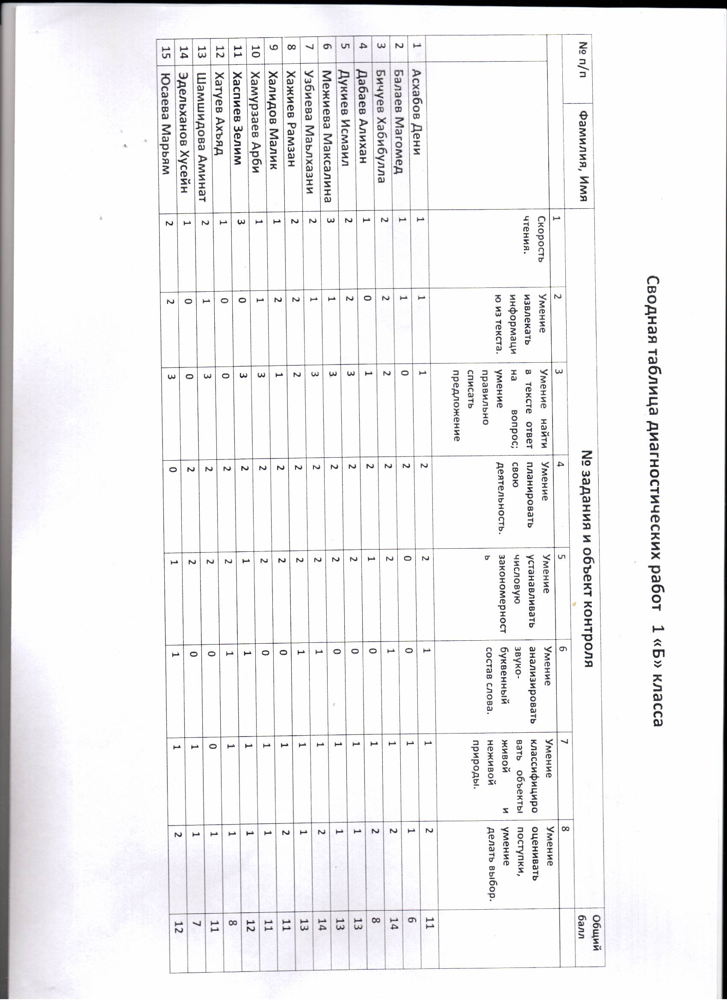 Сводная таблица диагностических работ 1 «Б» класса
№ п/п Фамилия, Имя № задания и объект контроля Общий
балл
1 2 3 4 5 6 7 8
Скорость
чтения.
Умение
извлекать
информаци
ю из текста.
Умение найти
в тексте ответ
на вопрос;
умение
правильно
списать
предложение
Умение
планировать
свою
деятельность.
Умение
устанавливать
числовую
закономерност
ь
Умение
анализировать
звуко-
буквенный
состав слова.
Умение
классифициро
вать объекты
живой и
неживой
природы.
Умение
оценивать
поступки,
умение
делать выбор.
1 Асхабов Дени 1 1 1 2 2 1 1 2 11
2 Балаев Магомед 1 1 0 2 0 0 1 1 6
3 Бичуев Хабибулла 2 2 2 2 2 1 1 2 14
4 Дабаев Алихан 1 0 1 2 1 0 1 2 8
5 Дукиев Исмаил 2 2 3 2 2 0 1 1 13
6 Межиева Максалина 3 1 3 2 2 0 1 1 13
7 Узбиева Маьлхазни 2 1 3 2 2 1 1 2 14
8 Хажиев Рамзан 2 2 2 2 2 1 1 1 13
9 Халидов Малик 1 2 1 2 2 0 1 2 11
10 Хамурзаев Арби 1 1 3 2 2 0 1 1 11
11 Хаспиев Зелим 3 0 3 2 1 1 1 1 12
12 Хатуев Ахъяд 1 0 0 2 2 1 1 1 8
13 Шамшидова Аминат 2 1 3 2 2 0 0 1 11
14 Эдельханов Хусейн 1 0 0 2 2 0 1 1 7
15 Юсаева Марьям 2 2 3 0 1 1 1 2 12